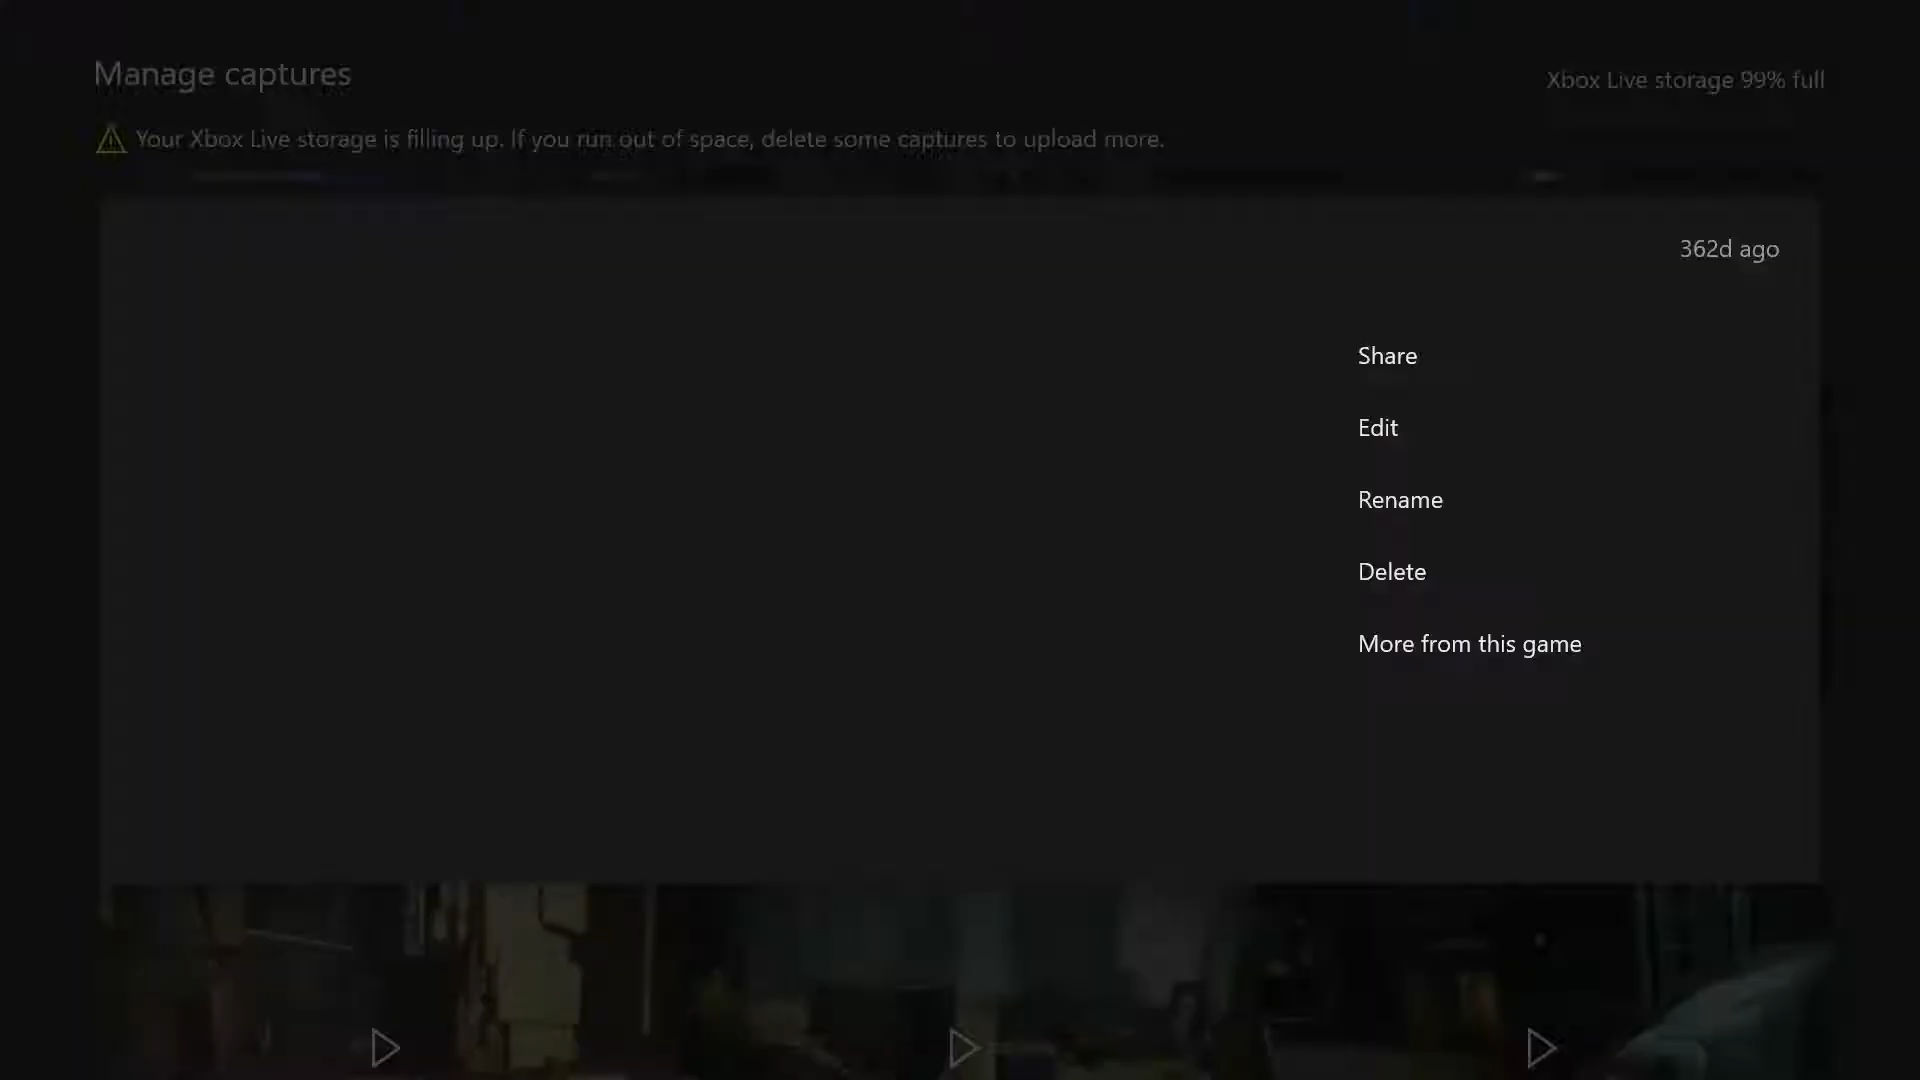 Manage captures
Xbox Live storage 99% full
Your Xbox Live storage is filling up. If you run out of space, delete some captures to upload more.
362d ago
Share
Edit
Rename
Delete
More from this game